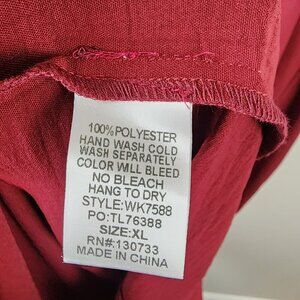 100% POLYESTER
HAND WASH COLD
WASH SEPARATELY
COLOR WILL BLEED
NO BLEACH
HANG TO DRY
STYLE:WK7588
PO:TL76388
SIZE:XL
RN#:130733
MADE IN CHINA